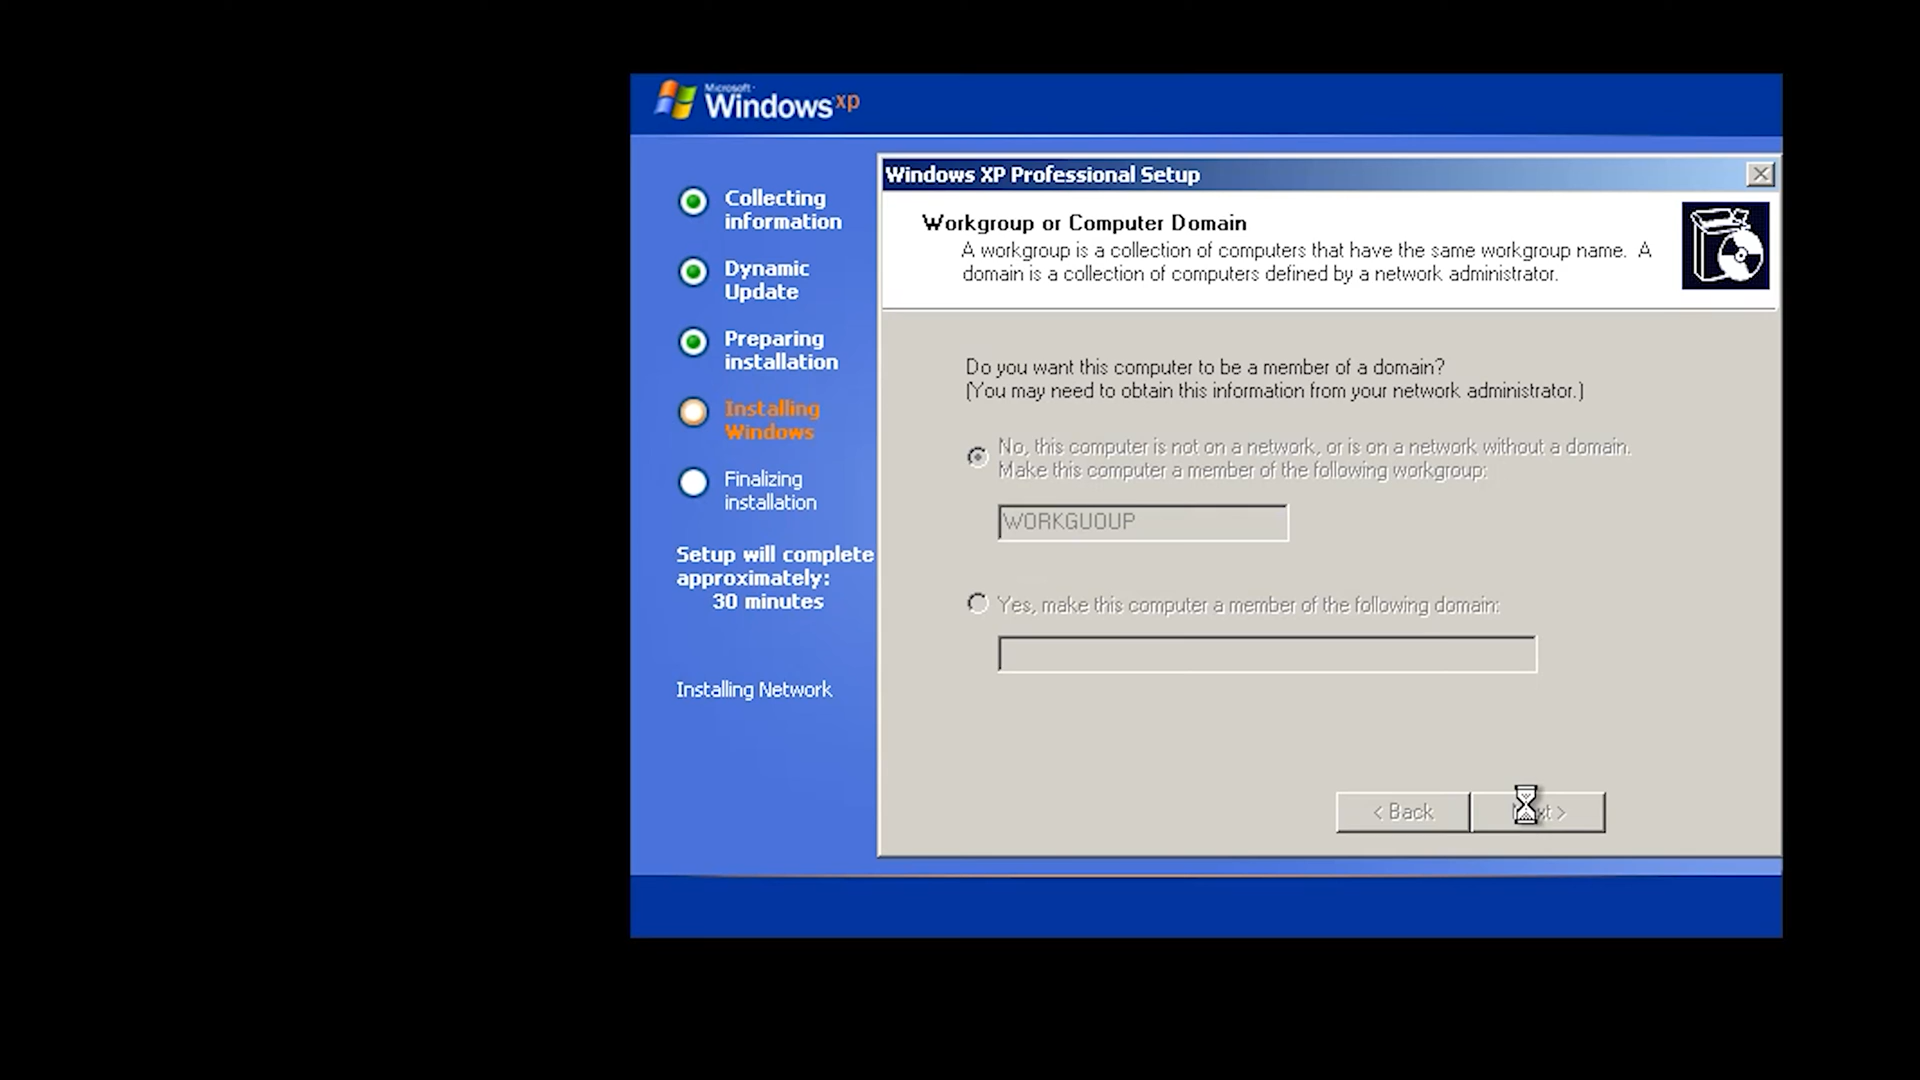 Microsoft
Windows xp
Collecting
information
Dynamic
Update
Preparing
installation
Installing
Windows
Finalizing
installation
Setup will complete
approximately:
30 minutes
Installing Network
Windows XP Professional Setup
Workgroup or Computer Domain
A workgroup is a collection of computers that have the same workgroup name. A
domain is a collection of computers defined by a network administrator.
Do you want this computer to be a member of a domain?
(You may need to obtain this information from your network administrator.)
No, this computer is not on a network, or is on a network without a domain.
Make this computer a member of the following workgroup:
WORKGUOUP
Yes, make this computer a member of the following domain:
< Back